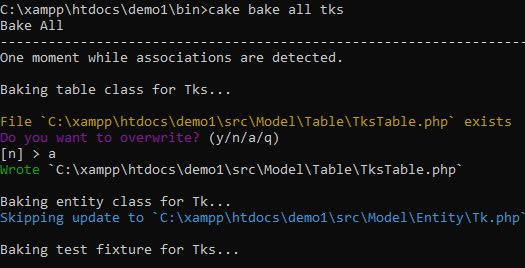 C:\xampp\htdocs\demo1\bin>cake bake all tks
Bake All
---------------------------------------------------------------
One moment while associations are detected.
Baking table class for Tks...
File `C:\xampp\htdocs\demo1\src\Model\Table\TksTable.php` exists
Do you want to overwrite? (y/n/a/q)
[n] > a
Wrote `C:\xampp\htdocs\demo1\src\Model\Table\TksTable.php`
Baking entity class for Tk...
Skipping update to `C:\xampp\htdocs\demo1\src\Model\Entity\Tk.php`
Baking test fixture for Tks...